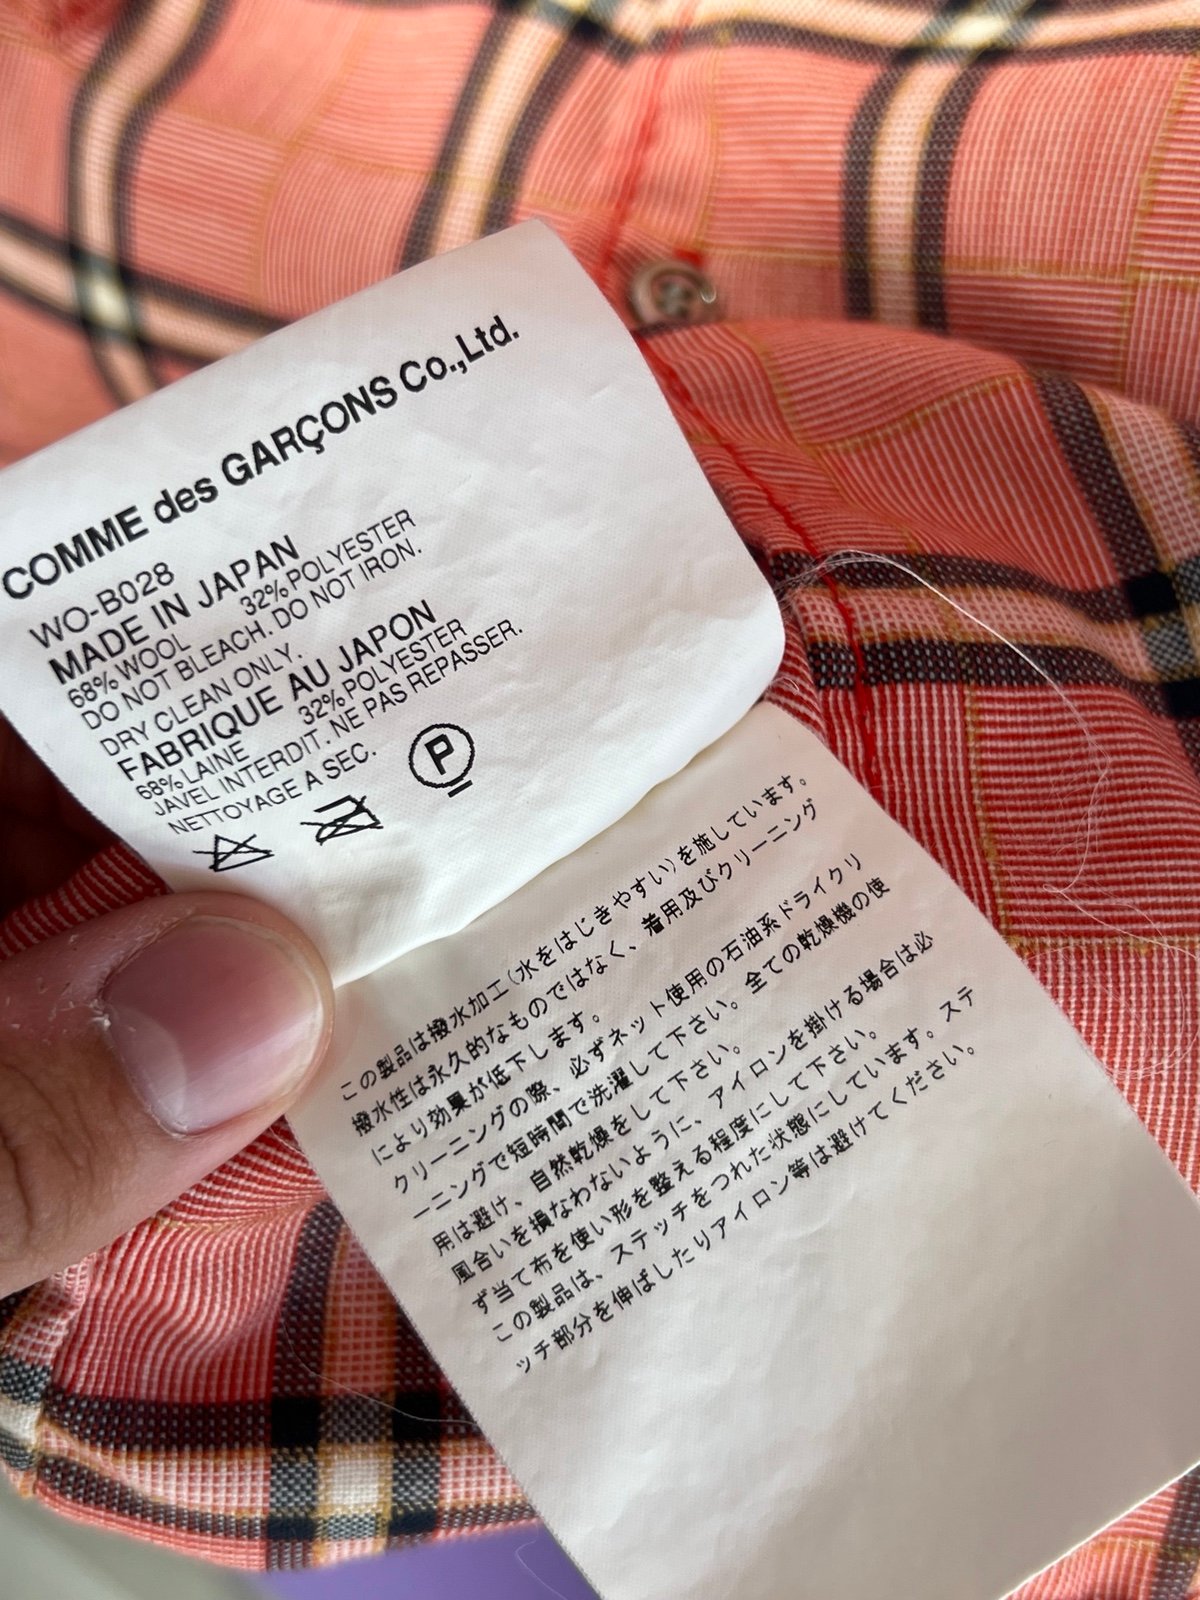 COMME des GARÇONS Co.,Ltd.
WO-B028
MADE IN JAPAN
68% WOOL 32% POLYESTER
DO NOT BLEACH. DO NOT IRON.
DRY CLEAN ONLY.
FABRIQUE AU JAPON
68% LAINE 32% POLYESTER
JAVEL INTERDIT. NE PAS REPASSER.
NETTOYAGE A SEC.
P
この製品は撥水加工(水をはじきやすい)を施しています。
撥水性は永久的なものではなく、着用及びクリーニング
により効果が低下します。
クリーニングの際、必ずネット使用の石油系ドライクリ
ーニングで短時間で洗濯して下さい。全ての乾燥機の使
用は避け、自然乾燥をして下さい。
風合いを損なわないように、アイロンを掛ける場合は必
ず当て布を使い形を整える程度にして下さい。
この製品は、ステッチをつれた状態にしています。ステ
ッチ部分を伸ばしたりアイロン等は避けてください。